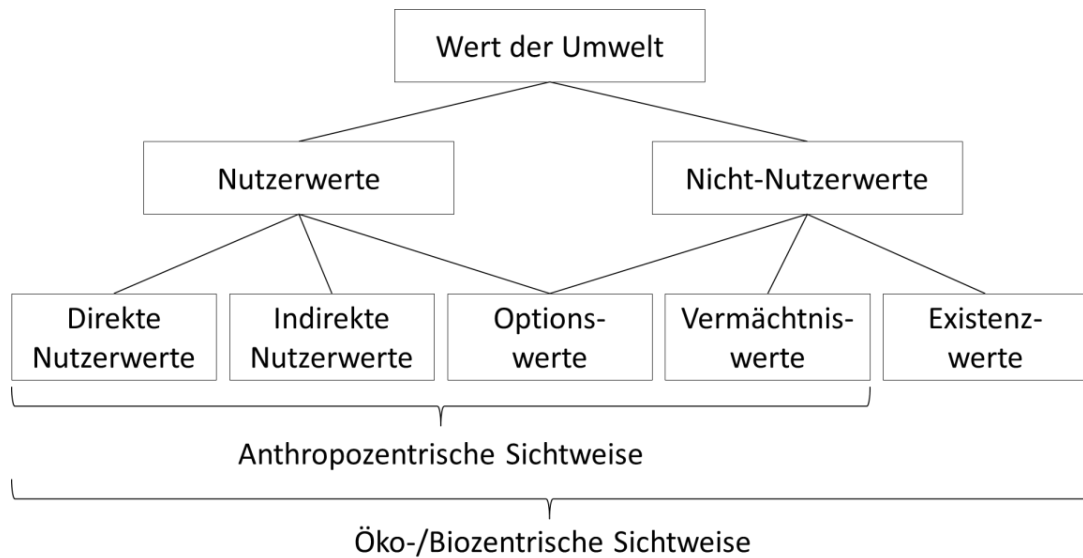 Wert der Umwelt
Nutzerwerte
Nicht-Nutzerwerte
Direkte
Nutzerwerte
Indirekte
Nutzerwerte
Options-
werte
Vermächtnis-
werte
Existenz-
werte
Anthropozentrische Sichtweise
Öko-/Biozentrische Sichtweise